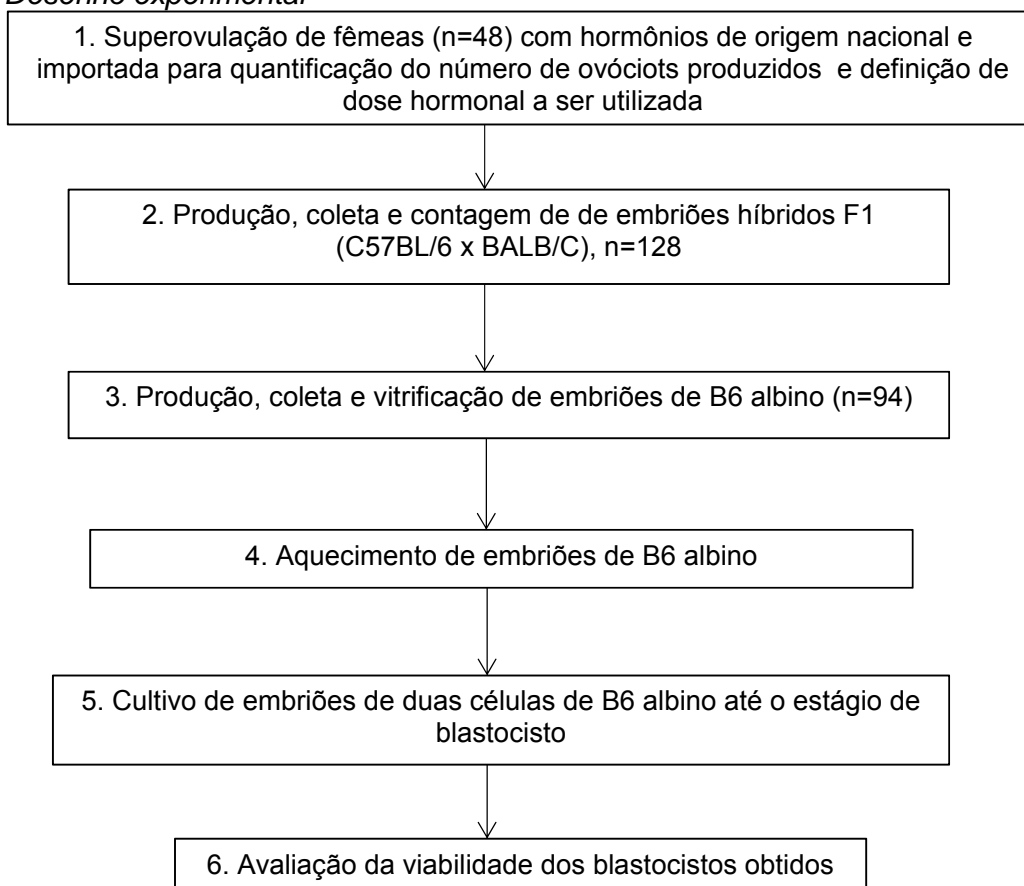 Desenho experimental
1. Superovulação de fêmeas (n=48) com hormônios de origem nacional e
importada para quantificação do número de ovóciots produzidos e definição de
dose hormonal a ser utilizada
2. Produção, coleta e contagem de de embriões híbridos F1
(C57BL/6 x BALB/C), n=128
3. Produção, coleta e vitrificação de embriões de B6 albino (n=94)
4. Aquecimento de embriões de B6 albino
5. Cultivo de embriões de duas células de B6 albino até o estágio de
blastocisto
6. Avaliação da viabilidade dos blastocistos obtidos